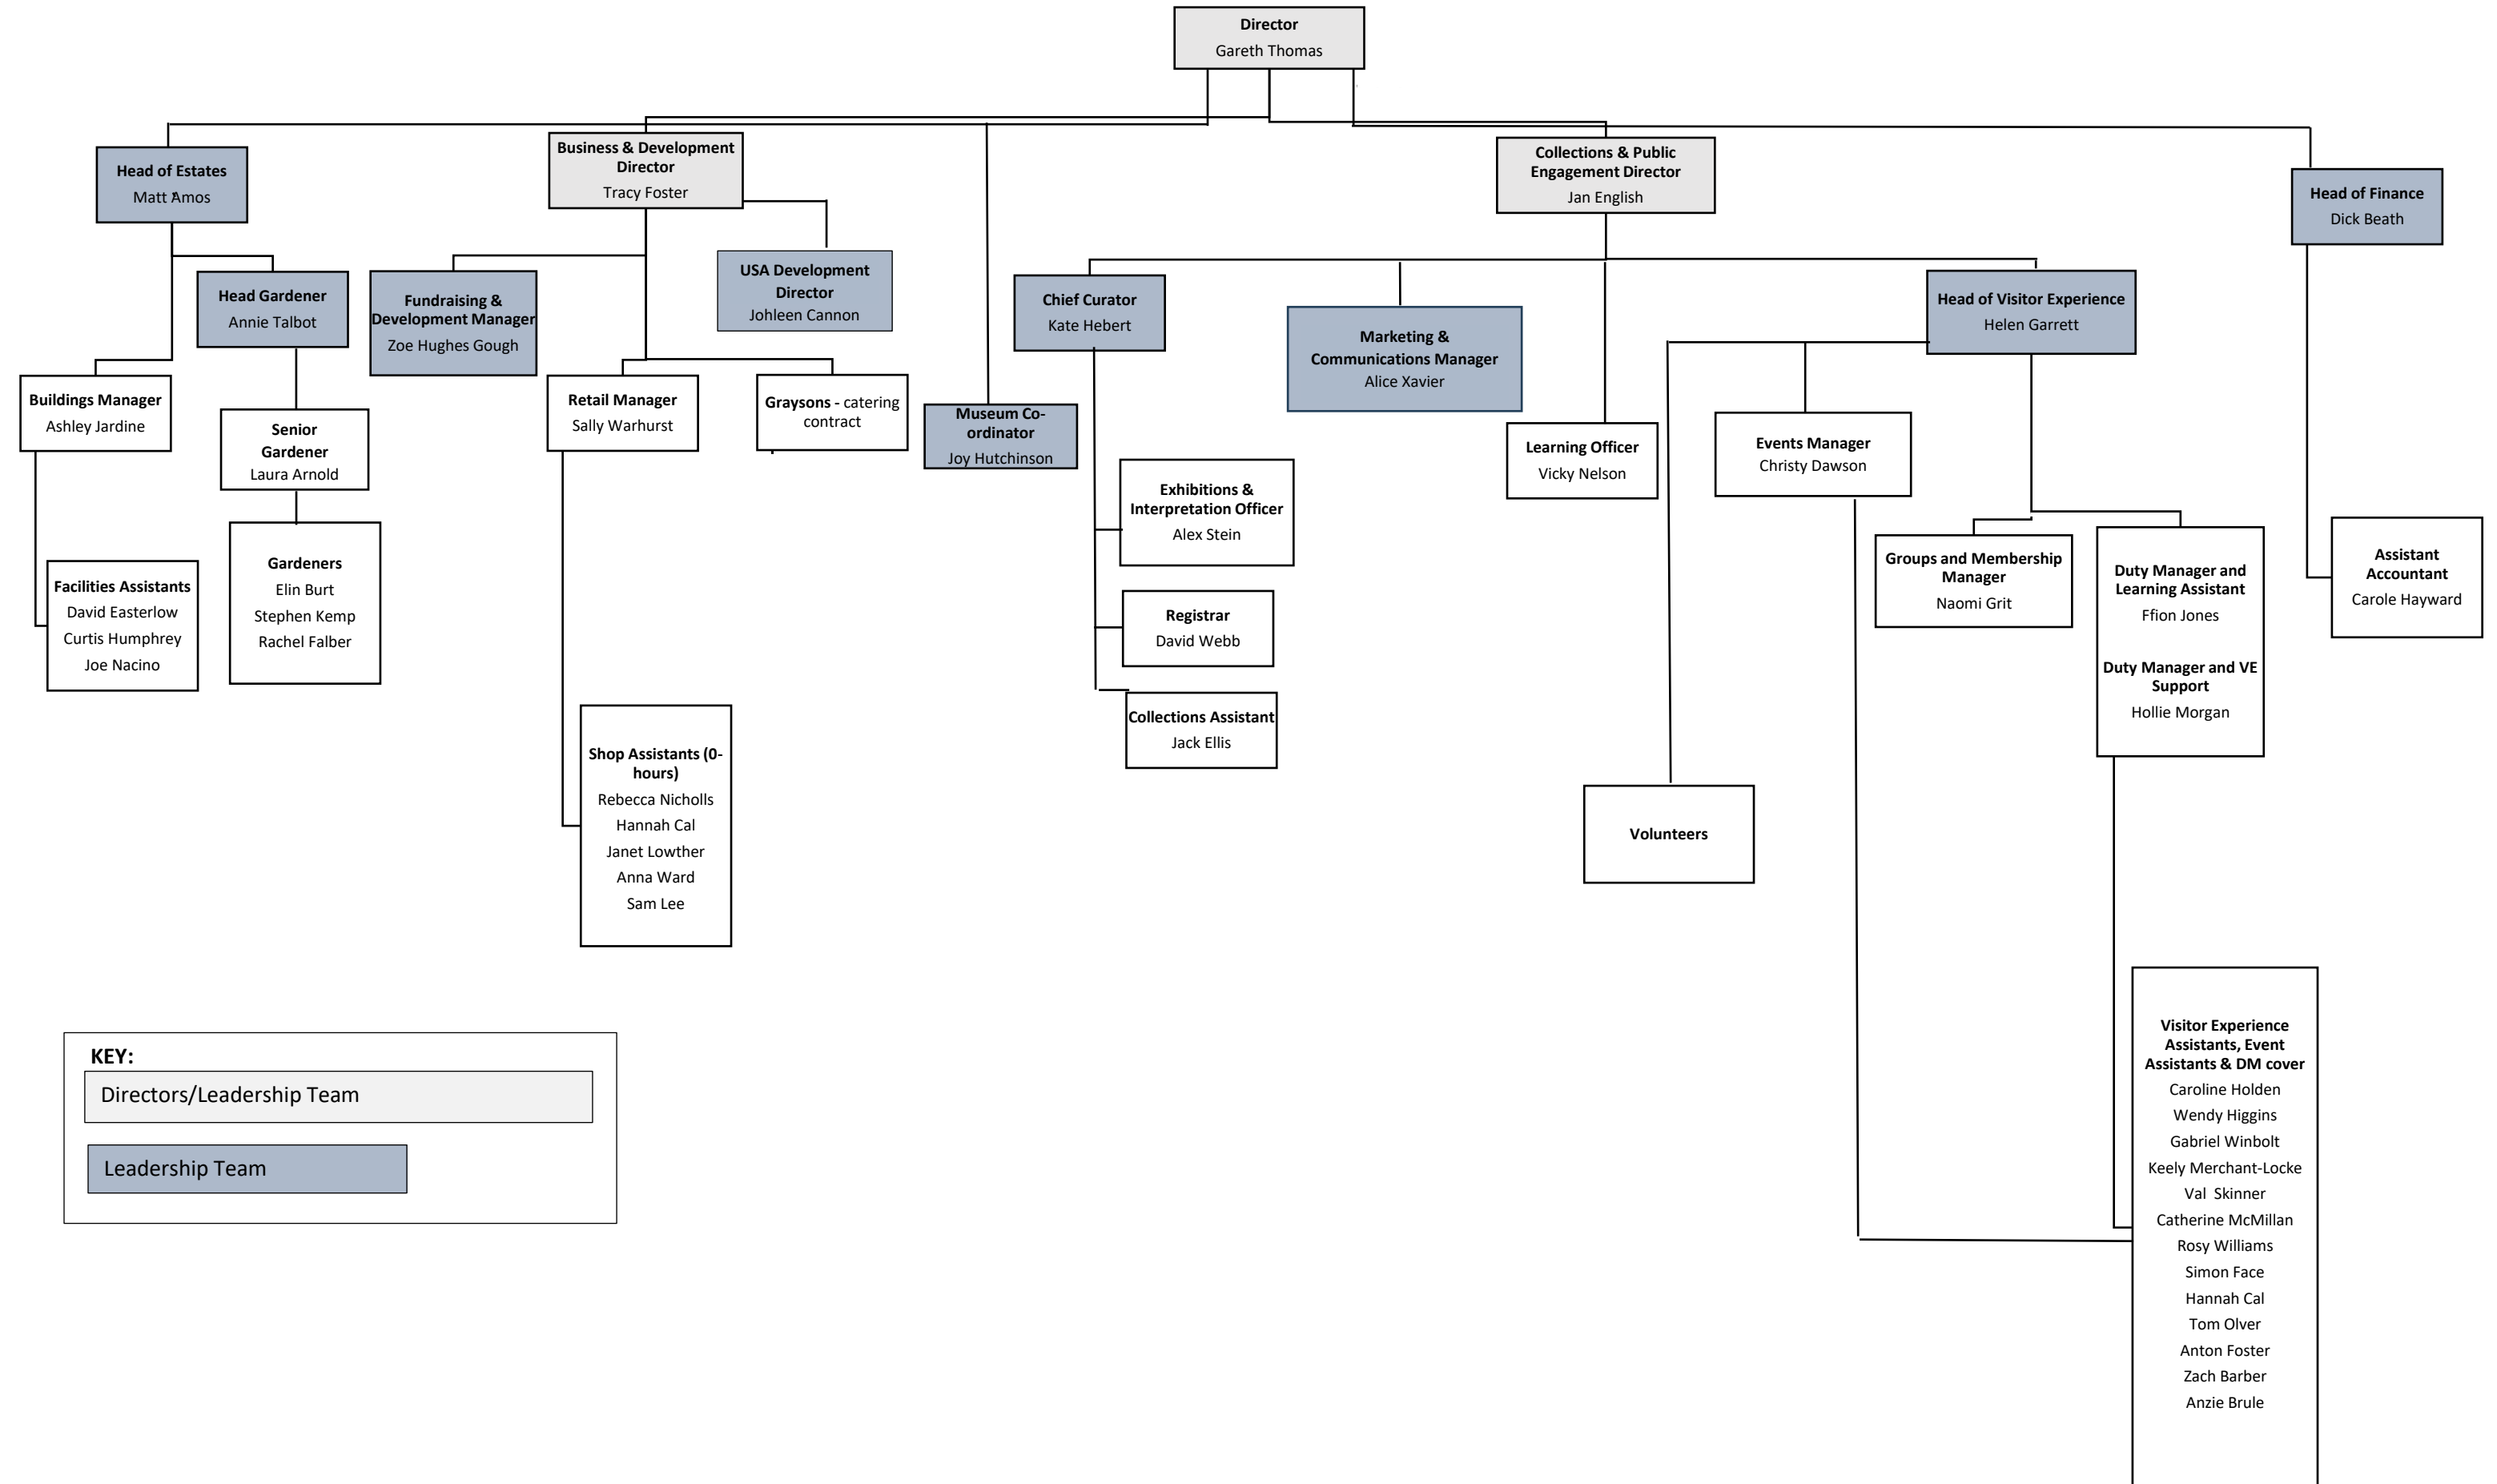 Director
Gareth Thomas
Head of Estates
Matt Amos
Business & Development
Director
Tracy Foster
Collections & Public
Engagement Director
Jan English
Head of Finance
Dick Beath
Head Gardener
Annie Talbot
Fundraising &
Development Manager
Zoe Hughes Gough
USA Development
Director
Johleen Cannon
Chief Curator
Kate Hebert
Marketing &
Communications Manager
Alice Xavier
Head of Visitor Experience
Helen Garrett
Buildings Manager
Ashley Jardine
Senior
Gardener
Laura Arnold
Retail Manager
Sally Warhurst
Graysons - catering
contract
Museum Co-
ordinator
Joy Hutchinson
Learning Officer
Vicky Nelson
Events Manager
Christy Dawson
Exhibitions &
Interpretation Officer
Alex Stein
Registrar
David Webb
Collections Assistant
Jack Ellis
Groups and Membership
Manager
Naomi Grit
Duty Manager and
Learning Assistant
Ffion Jones
Duty Manager and VE
Support
Hollie Morgan
Assistant
Accountant
Carole Hayward
Facilities Assistants
David Easterlow
Curtis Humphrey
Joe Nacino
Gardeners
Elin Burt
Stephen Kemp
Rachel Falber
Shop Assistants (0-
hours)
Rebecca Nicholls
Hannah Cal
Janet Lowther
Anna Ward
Sam Lee
Volunteers
Visitor Experience
Assistants, Event
Assistants & DM cover
Caroline Holden
Wendy Higgins
Gabriel Winbolt
Keely Merchant-Locke
Val  Skinner
Catherine McMillan
Rosy Williams
Simon Face
Hannah Cal
Tom Olver
Anton Foster
Zach Barber
Anzie Brule
KEY:
Directors/Leadership Team
Leadership Team